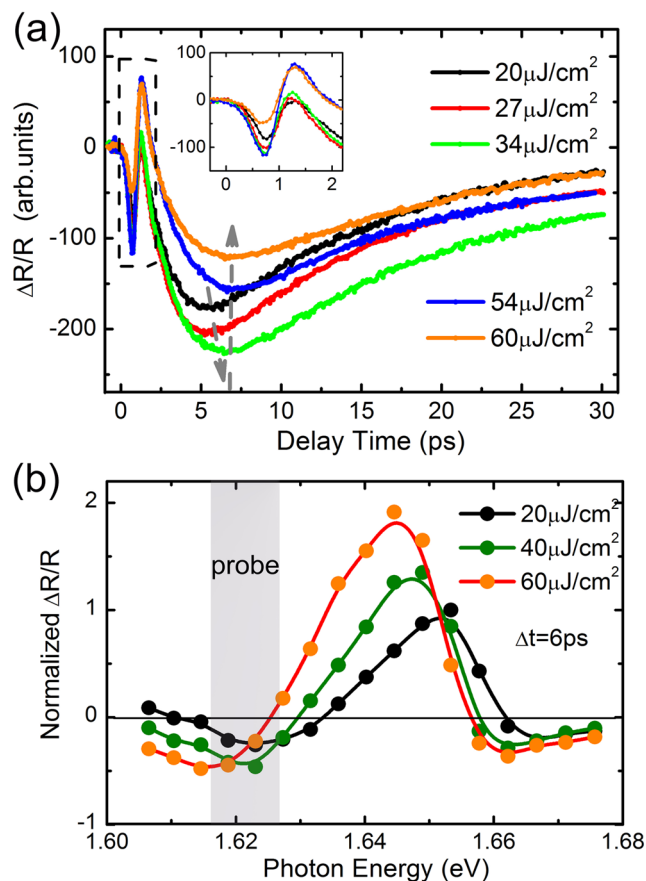 (a)
100
0
-100
-200
ΔR/R (arb.units)
100
0
-100
0 1 2
20μJ/cm²
27μJ/cm²
34μJ/cm²
54μJ/cm²
60μJ/cm²
0 5 10 15 20 25 30
Delay Time (ps)
(b)
2
1
0
-1
Normalized ΔR/R
probe
20μJ/cm²
40μJ/cm²
60μJ/cm²
Δt=6ps
1.60 1.62 1.64 1.66 1.68
Photon Energy (eV)